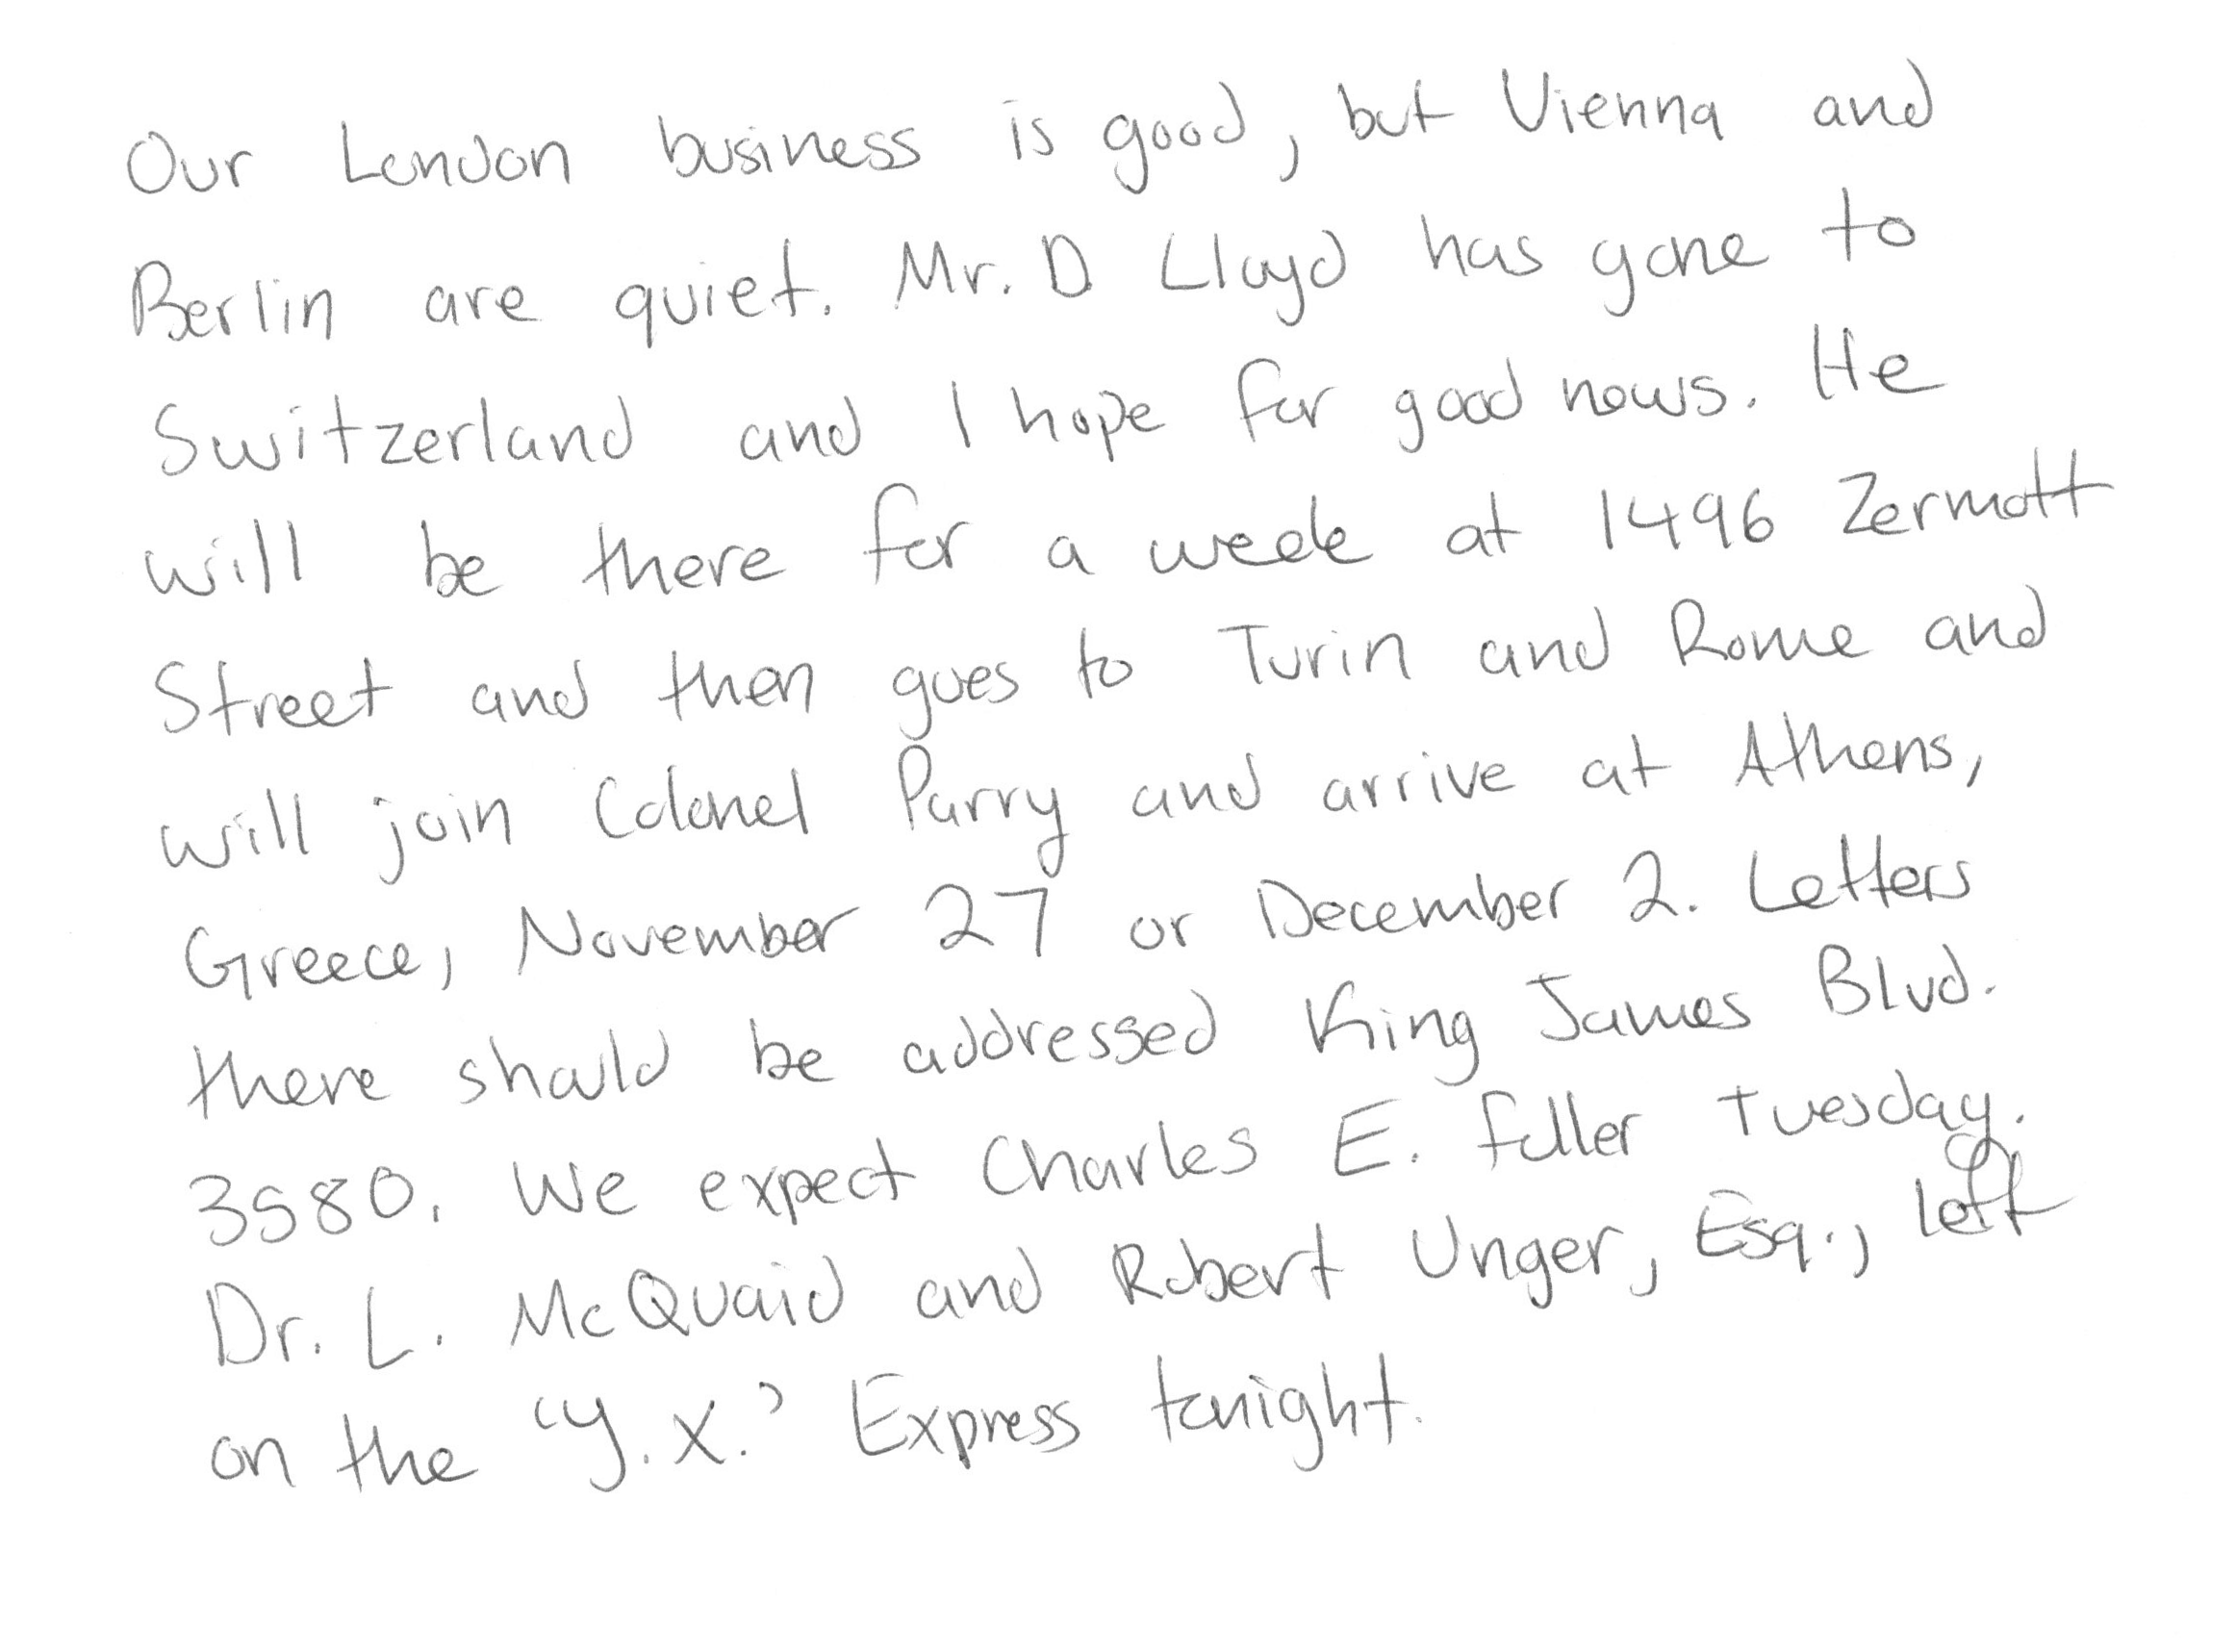 Our London business is good, but Vienna and
Berlin are quiet. Mr. D. Lloyd has gone to
Switzerland and I hope for good news. He
will be there for a week at 1496 Zermott
Street and then goes to Turin and Rome and
will join Colonel Parry and arrive at Athens,
Greece, November 27 or December 2. Letters
there should be addressed King James Blvd.
3580. We expect Charles E. Fuller Tuesday.
Dr. L. McQuaid and Robert Unger, Esq., left
on the "Y.X." Express tonight.